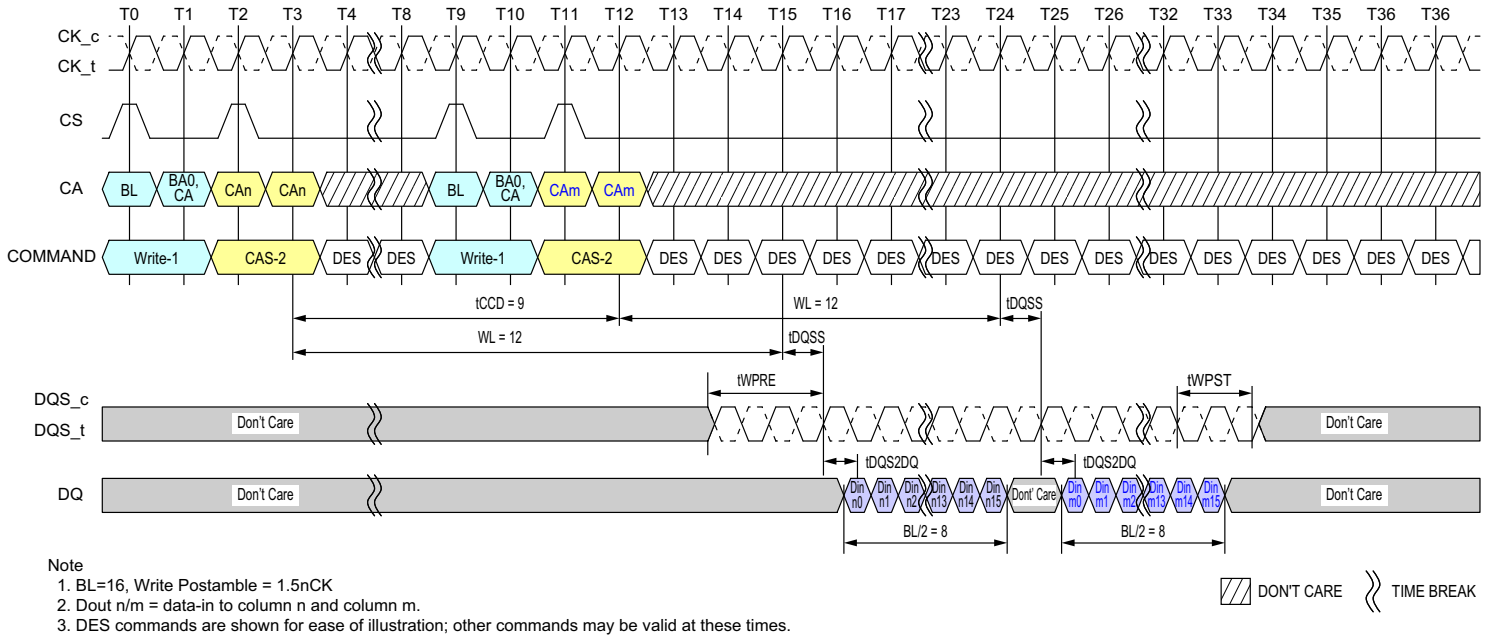 T0 T1 T2 T3 T4 T8 T9 T10 T11 T12 T13 T14 T15 T16 T17 T23 T24 T25 T26 T32 T33 T34 T35 T36 T36
CK_c
CK_t
CS
CA BL BA0, CA CAn CAn BL BA0, CA CAm CAm
COMMAND Write-1 CAS-2 DES DES Write-1 CAS-2 DES DES DES DES DES DES DES DES DES DES DES DES DES DES DES
tCCD = 9 WL = 12 tDQSS
WL = 12 tDQSS
tWPRE tWPST
DQS_c
DQS_t Don't Care Don't Care
tDQS2DQ tDQS2DQ
DQ Don't Care Din n0 Din n1 Din n2 Din n13 Din n14 Din n15 Dont' Care Din m0 Din m1 Din m2 Din m13 Din m14 Din m15 Don't Care
BL/2 = 8 BL/2 = 8
Note
1. BL=16, Write Postamble = 1.5nCK
2. Dout n/m = data-in to column n and column m.
3. DES commands are shown for ease of illustration; other commands may be valid at these times.
DON'T CARE TIME BREAK